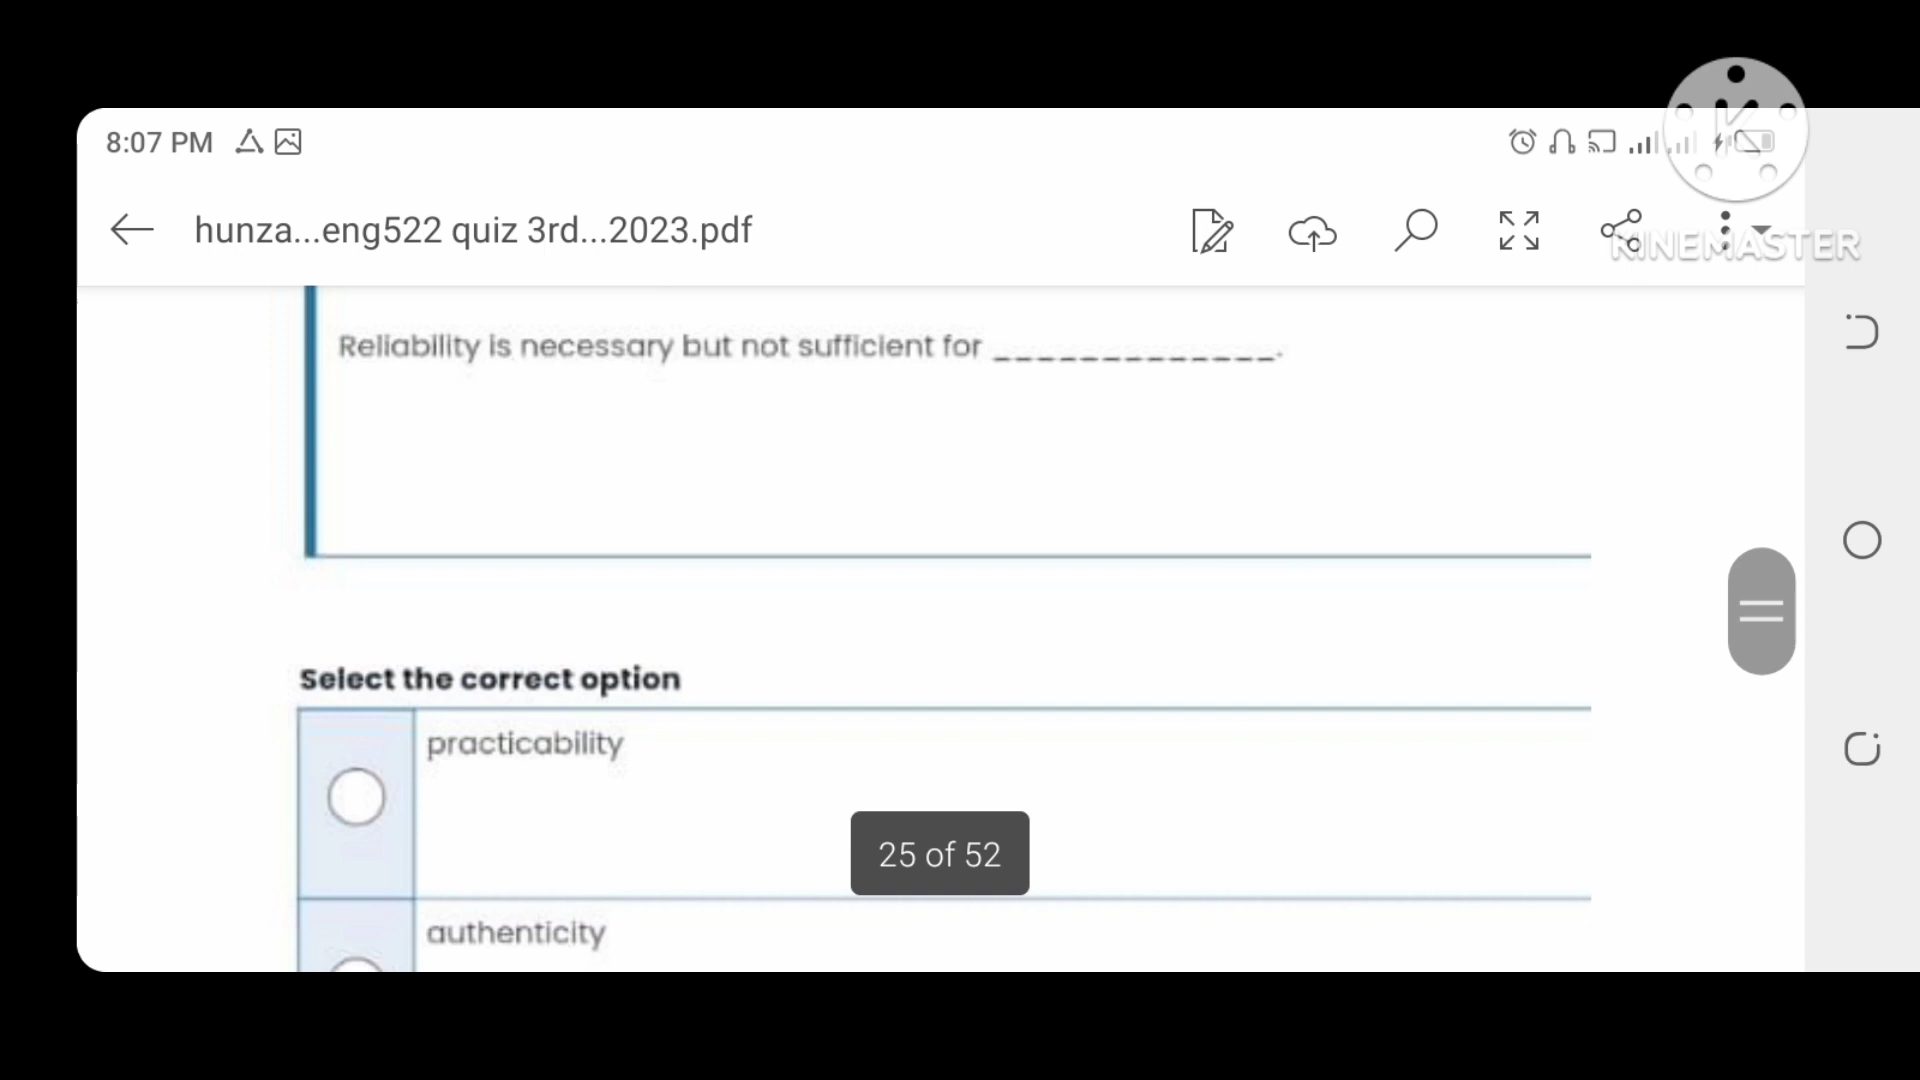 8:07 PM
hunza...eng522 quiz 3rd...2023.pdf
KINEMASTER
Reliability is necessary but not sufficient for _____________.
Select the correct option
practicability
25 of 52
authenticity